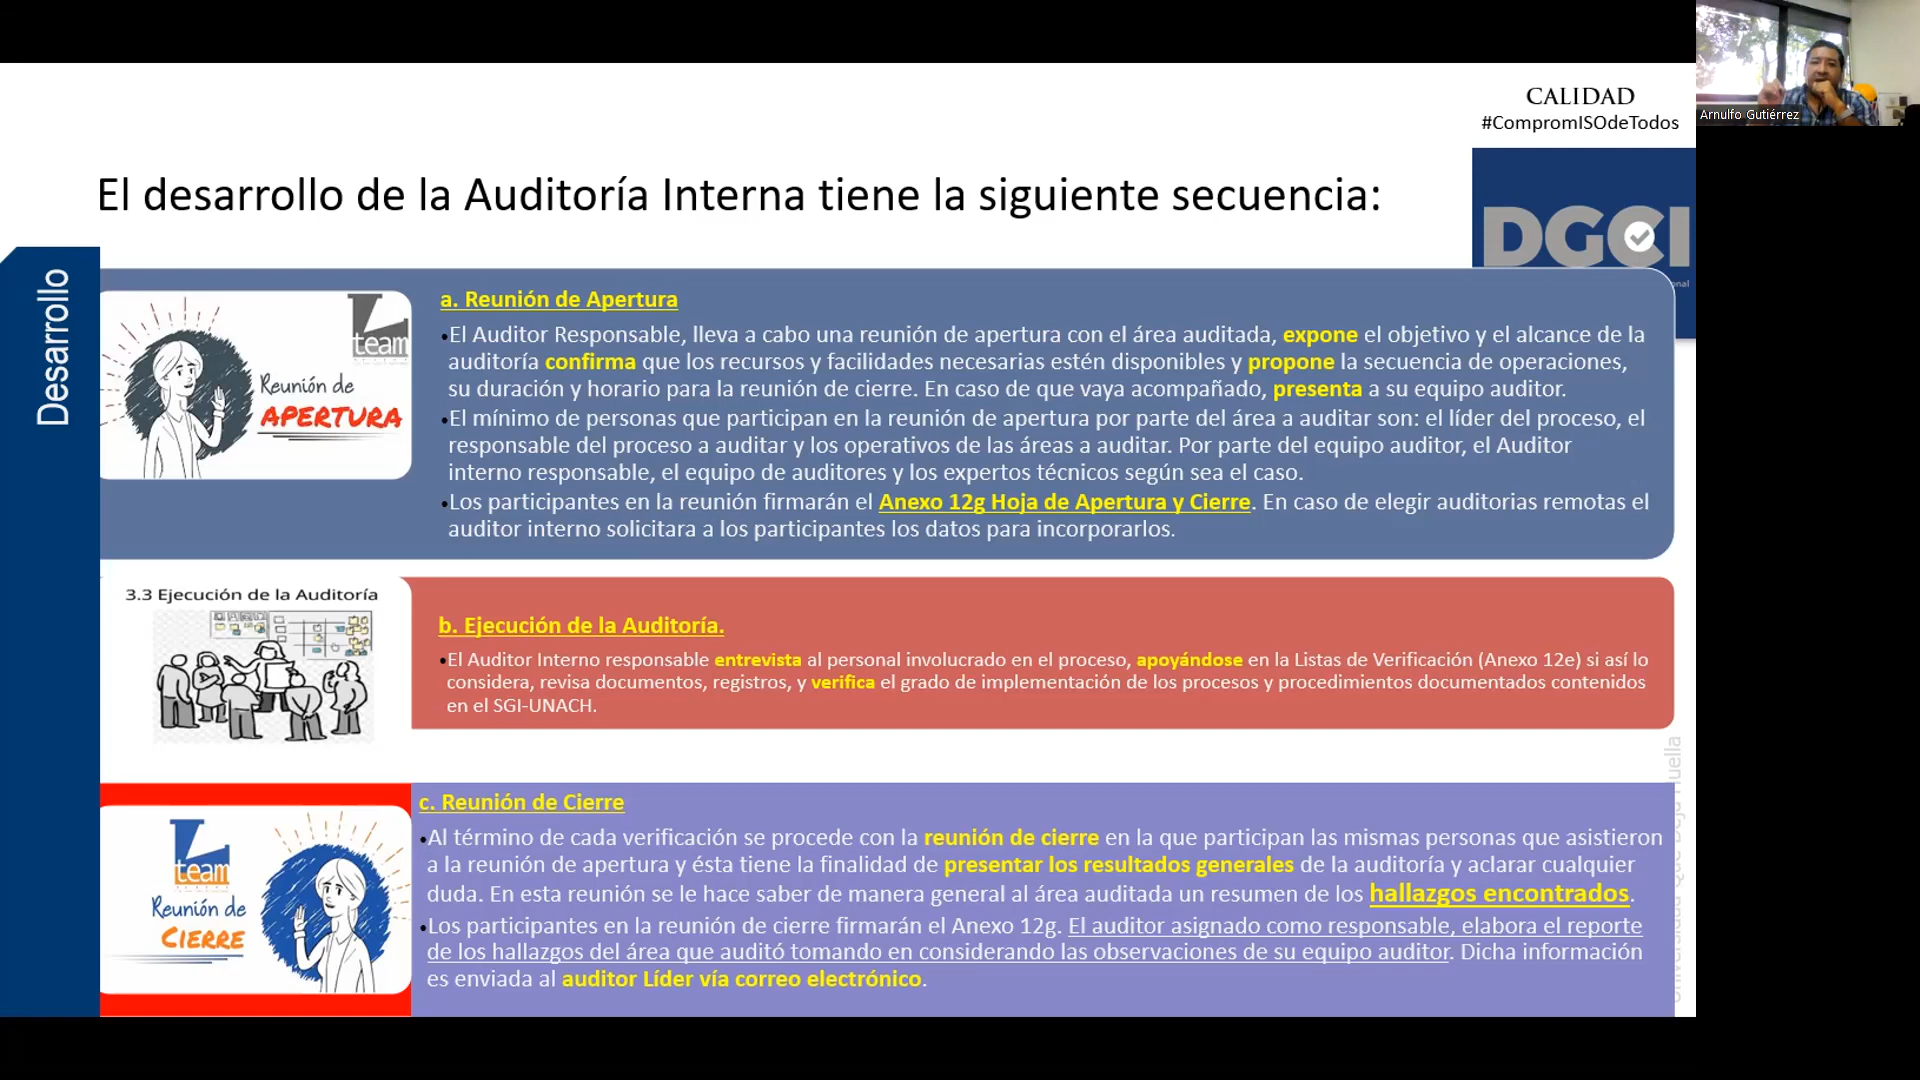 CALIDAD
#CompromISOdeTodos
Arnulfo Gutiérrez
El desarrollo de la Auditoría Interna tiene la siguiente secuencia:
DGCI
Desarrollo
team
Reunión de
APERTURA
a. Reunión de Apertura
•El Auditor Responsable, lleva a cabo una reunión de apertura con el área auditada, expone el objetivo y el alcance de la
auditoría confirma que los recursos y facilidades necesarias estén disponibles y propone la secuencia de operaciones,
su duración y horario para la reunión de cierre. En caso de que vaya acompañado, presenta a su equipo auditor.
•El mínimo de personas que participan en la reunión de apertura por parte del área a auditar son: el líder del proceso, el
responsable del proceso a auditar y los operativos de las áreas a auditar. Por parte del equipo auditor, el Auditor
interno responsable, el equipo de auditores y los expertos técnicos según sea el caso.
•Los participantes en la reunión firmarán el Anexo 12g Hoja de Apertura y Cierre. En caso de elegir auditorias remotas el
auditor interno solicitara a los participantes los datos para incorporarlos.
3.3 Ejecución de la Auditoría
b. Ejecución de la Auditoría.
•El Auditor Interno responsable entrevista al personal involucrado en el proceso, apoyándose en la Listas de Verificación (Anexo 12e) si así lo
considera, revisa documentos, registros, y verifica el grado de implementación de los procesos y procedimientos documentados contenidos
en el SGI-UNACH.
team
Reunión de
CIERRE
c. Reunión de Cierre
•Al término de cada verificación se procede con la reunión de cierre en la que participan las mismas personas que asistieron
a la reunión de apertura y ésta tiene la finalidad de presentar los resultados generales de la auditoría y aclarar cualquier
duda. En esta reunión se le hace saber de manera general al área auditada un resumen de los hallazgos encontrados.
•Los participantes en la reunión de cierre firmarán el Anexo 12g. El auditor asignado como responsable, elabora el reporte
de los hallazgos del área que auditó tomando en considerando las observaciones de su equipo auditor. Dicha información
es enviada al auditor Líder vía correo electrónico.